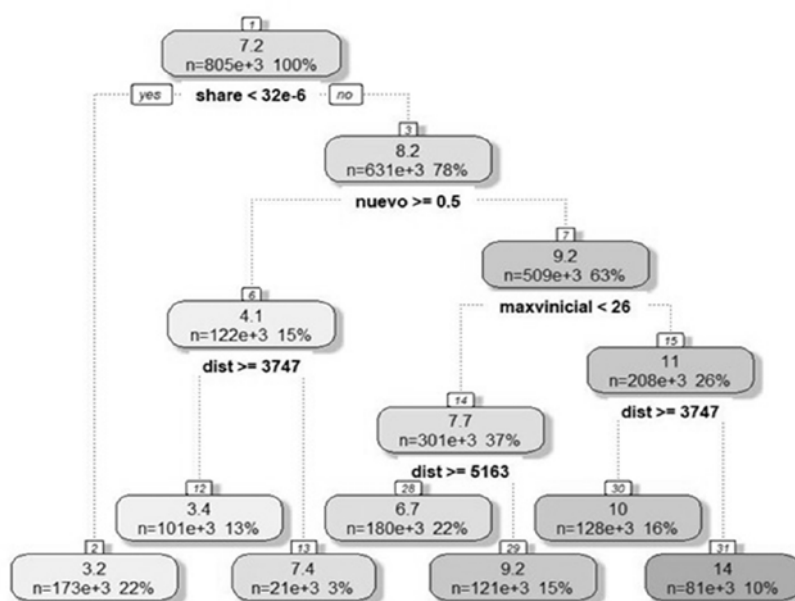 1
7.2
n=805e+3 100%
yes share < 32e-6 no
3
8.2
n=631e+3 78%
nuevo >= 0.5
7
9.2
n=509e+3 63%
maxvinicial < 26
6
4.1
n=122e+3 15%
dist >= 3747
15
11
n=208e+3 26%
dist >= 3747
14
7.7
n=301e+3 37%
dist >= 5163
12
3.4
n=101e+3 13%
28
6.7
n=180e+3 22%
30
10
n=128e+3 16%
2
3.2
n=173e+3 22%
13
7.4
n=21e+3 3%
29
9.2
n=121e+3 15%
31
14
n=81e+3 10%